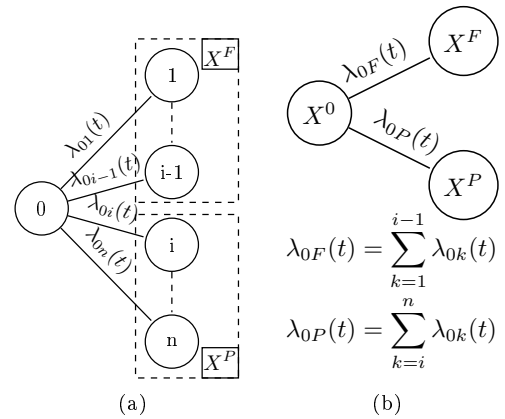 X^F
1
λ_{01}(t)
λ_{0i−1}(t)
i-1
0
λ_{0i}(t)
i
λ_{0n}(t)
n
X^P
(a)
X^F
λ_{0F}(t)
X^0
λ_{0P}(t)
X^P
λ_{0F}(t) = \sum_{k=1}^{i−1} λ_{0k}(t)
λ_{0P}(t) = \sum_{k=i}^{n} λ_{0k}(t)
(b)